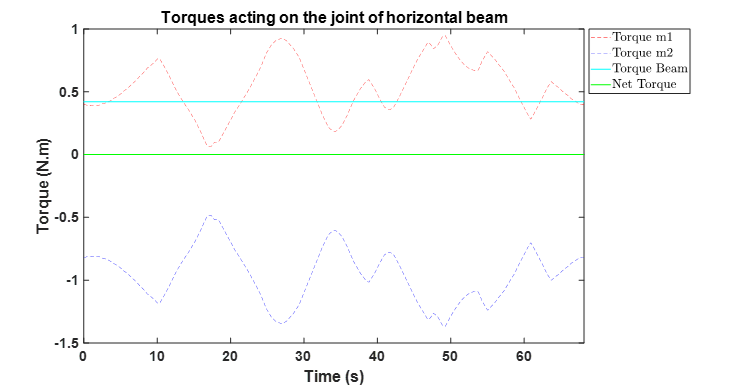 Torques acting on the joint of horizontal beam
Torque m1
Torque m2
Torque Beam
Net Torque
Torque (N.m)
1
0.5
0
-0.5
-1
-1.5
0 10 20 30 40 50 60
Time (s)